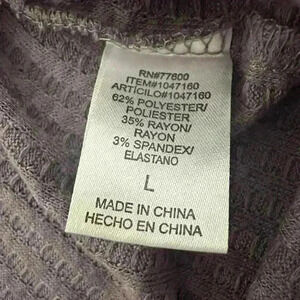 RN#77600
ITEM#1047160
ARTICILO#1047160
62% POLYESTER/
POLIESTER
35% RAYON/
RAYON
3% SPANDEX/
ELASTANO
L
MADE IN CHINA
HECHO EN CHINA